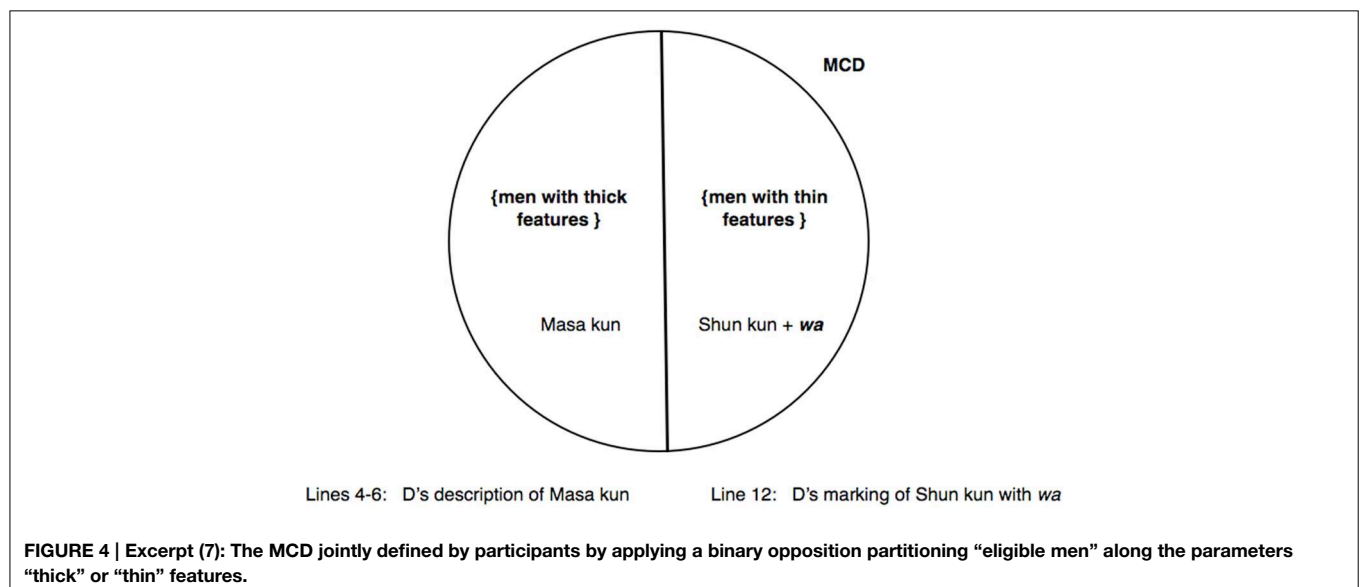 MCD
{men with thick
features }
{men with thin
features }
Masa kun
Shun kun + wa
Lines 4-6: D's description of Masa kun
Line 12: D's marking of Shun kun with wa
FIGURE 4 | Excerpt (7): The MCD jointly defined by participants by applying a binary opposition partitioning “eligible men” along the parameters
“thick” or “thin” features.